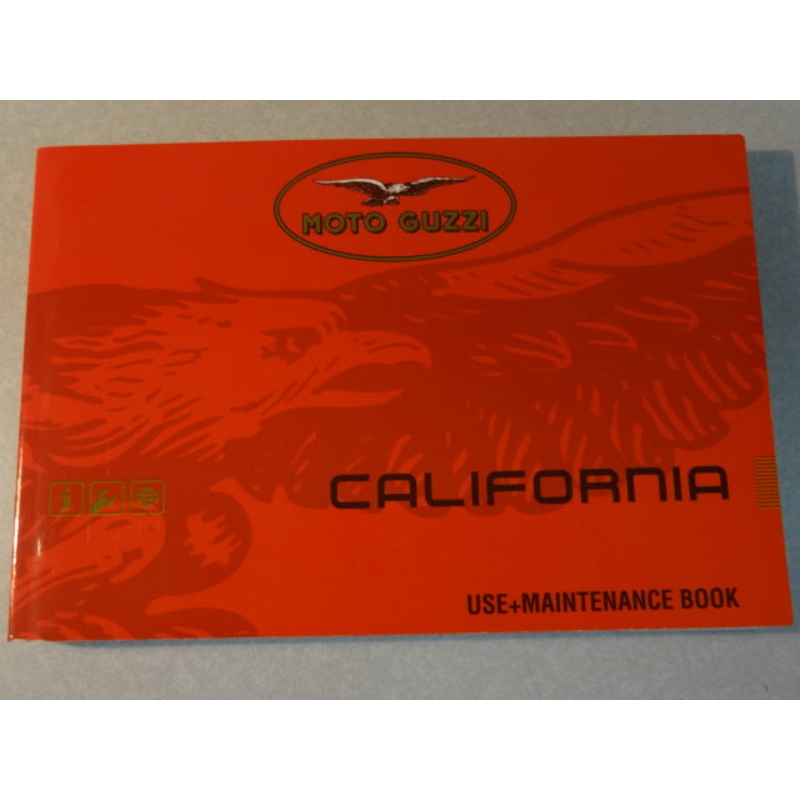 MOTO GUZZI
i
CALIFORNIA
USE+MAINTENANCE BOOK